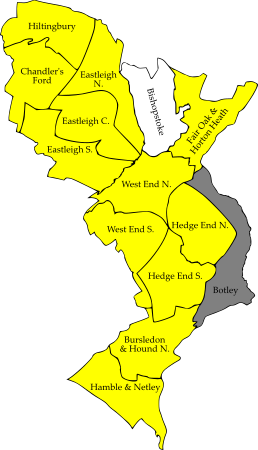 Hiltingbury
Chandler's
Ford
Eastleigh
N.
Bishopstoke
Fair Oak &
Horton Heath
Eastleigh C.
Eastleigh S.
West End N.
West End S.
Hedge End N.
Hedge End S.
Botley
Bursledon
& Hound N.
Hamble & Netley